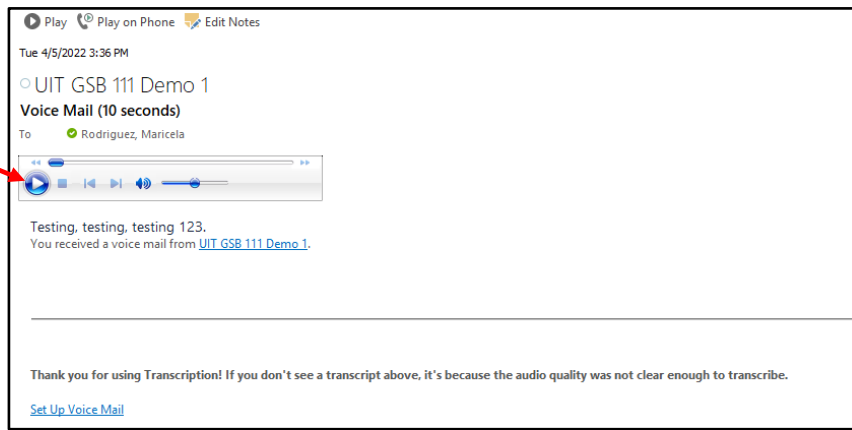 Play Play on Phone Edit Notes
Tue 4/5/2022 3:36 PM
UIT GSB 111 Demo 1
Voice Mail (10 seconds)
To Rodriguez, Maricela
Testing, testing, testing 123.
You received a voice mail from UIT GSB 111 Demo 1.
Thank you for using Transcription! If you don't see a transcript above, it's because the audio quality was not clear enough to transcribe.
Set Up Voice Mail